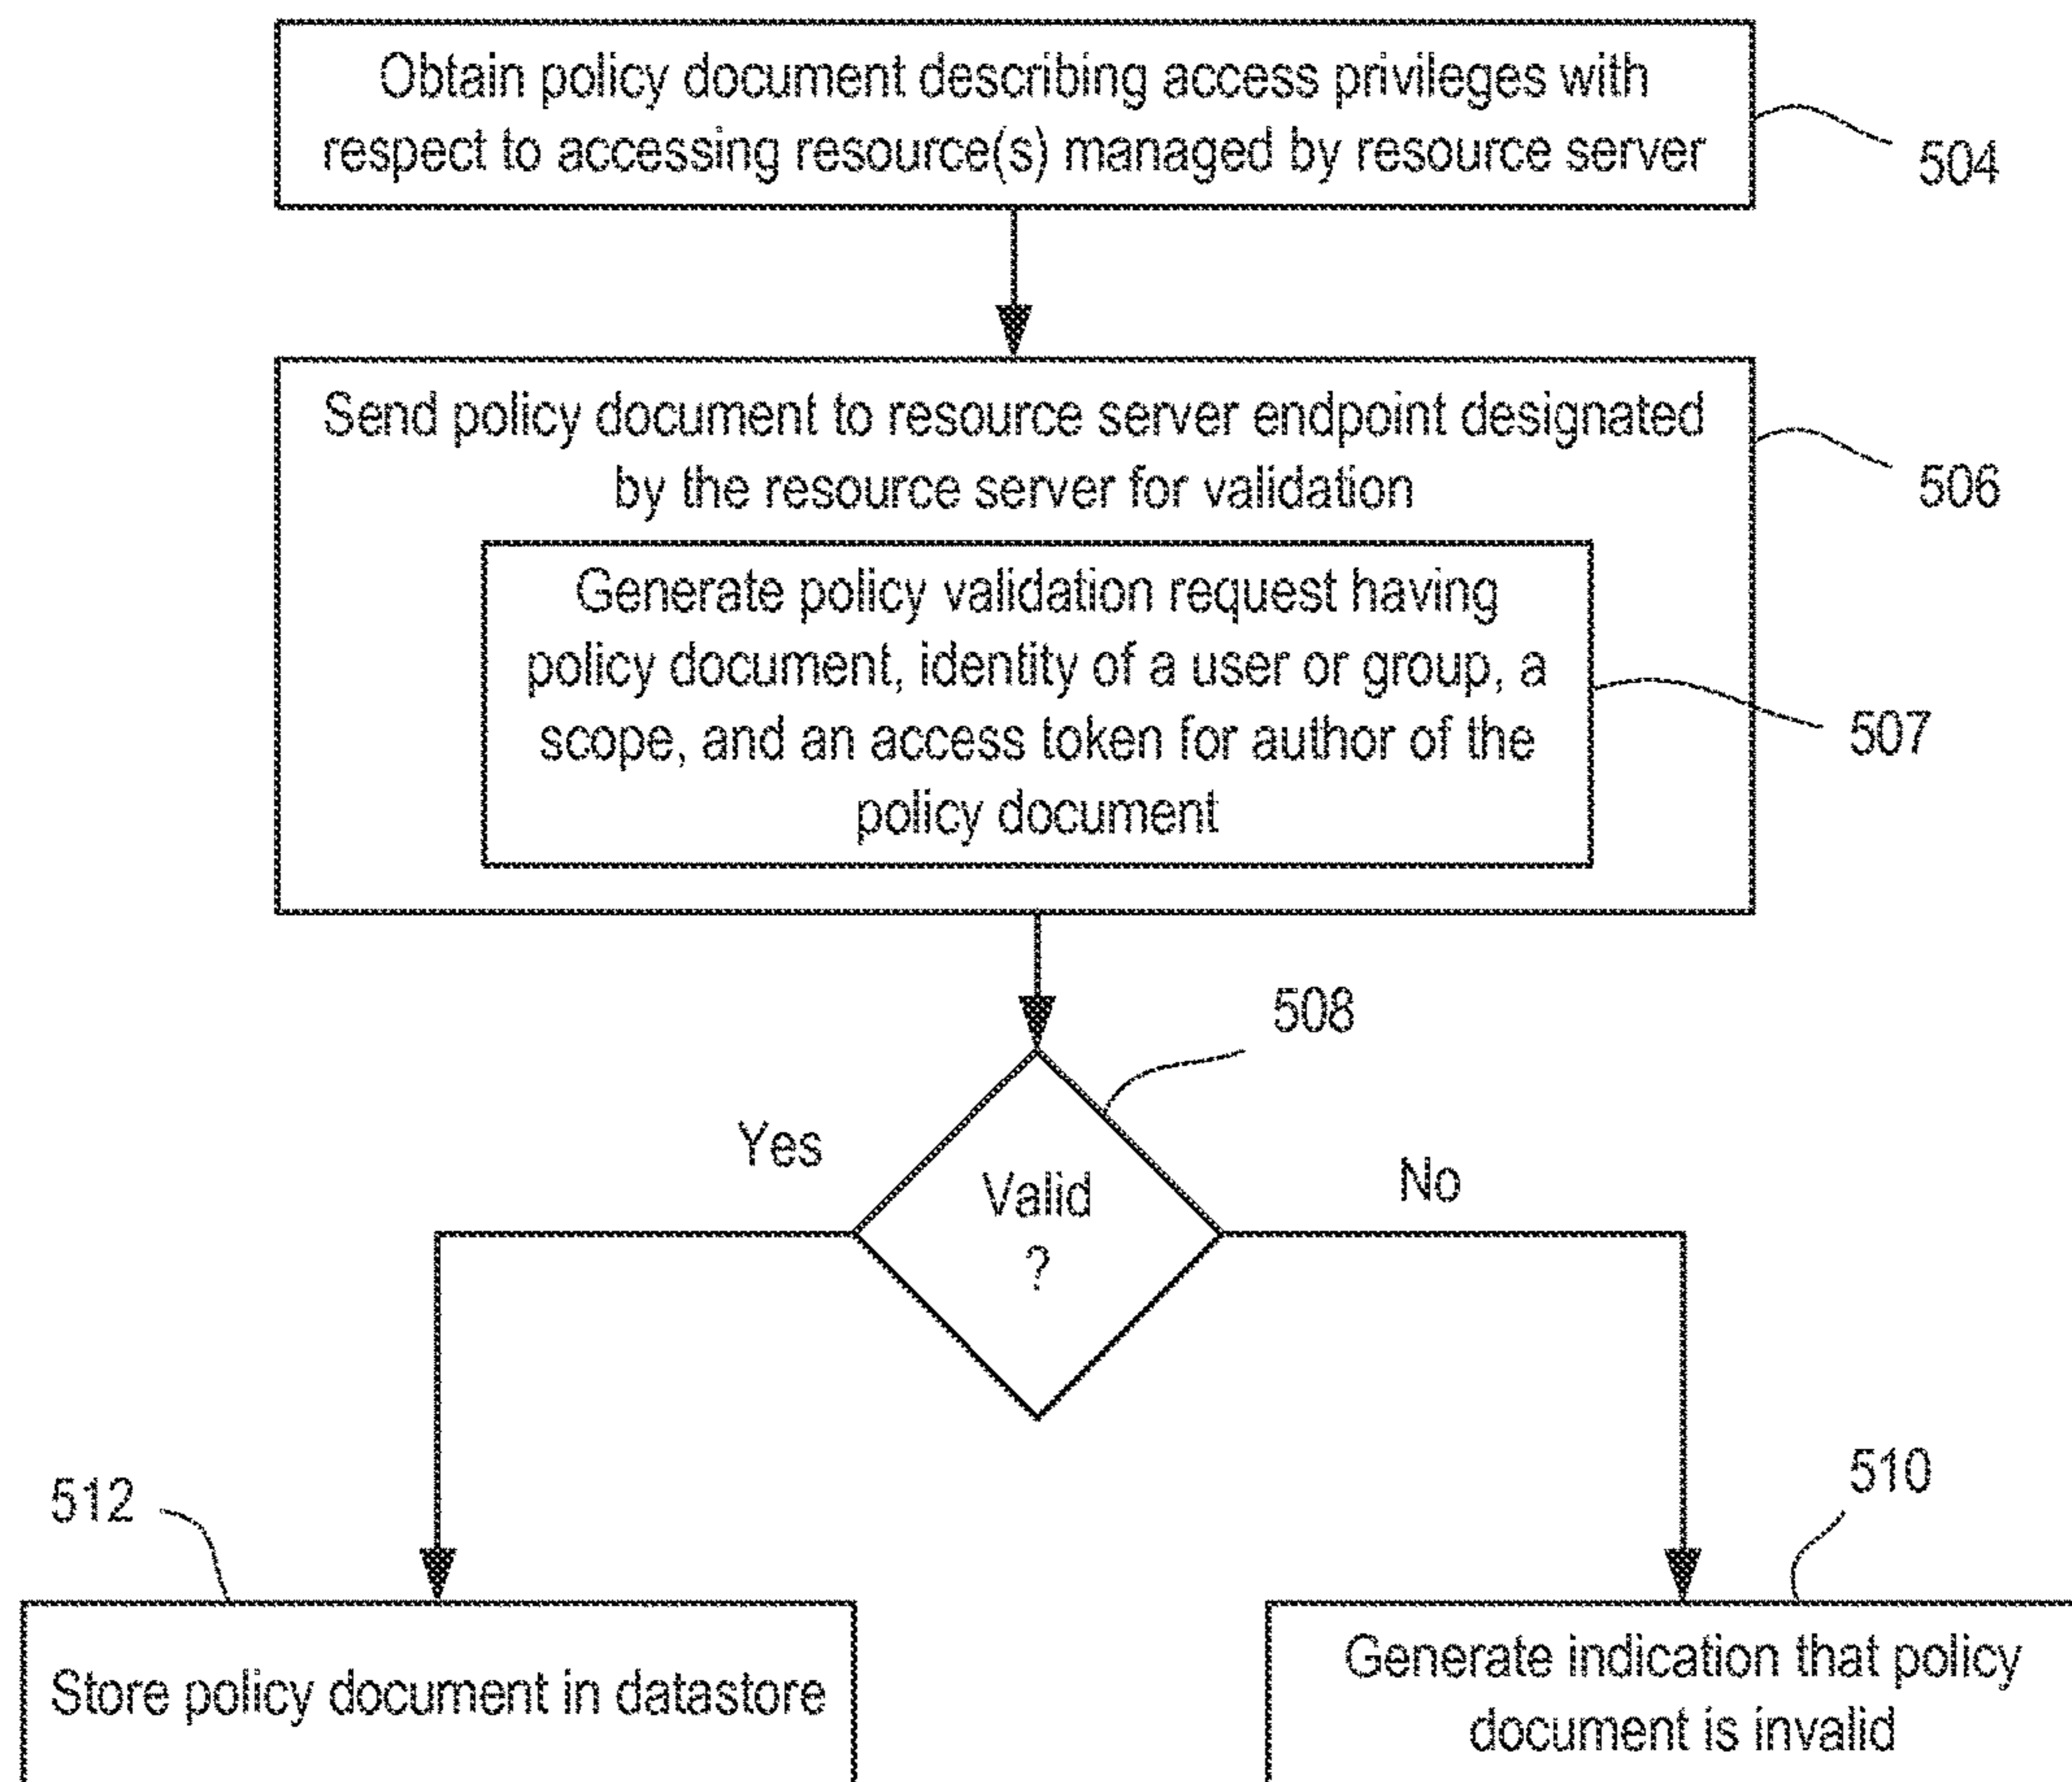 Obtain policy document describing access privileges with
respect to accessing resource(s) managed by resource server
504
Send policy document to resource server endpoint designated
by the resource server for validation
506
Generate policy validation request having
policy document, identity of a user or group, a
scope, and an access token for author of the
policy document
507
508
Yes
Valid
?
No
512
510
Store policy document in datastore
Generate indication that policy
document is invalid